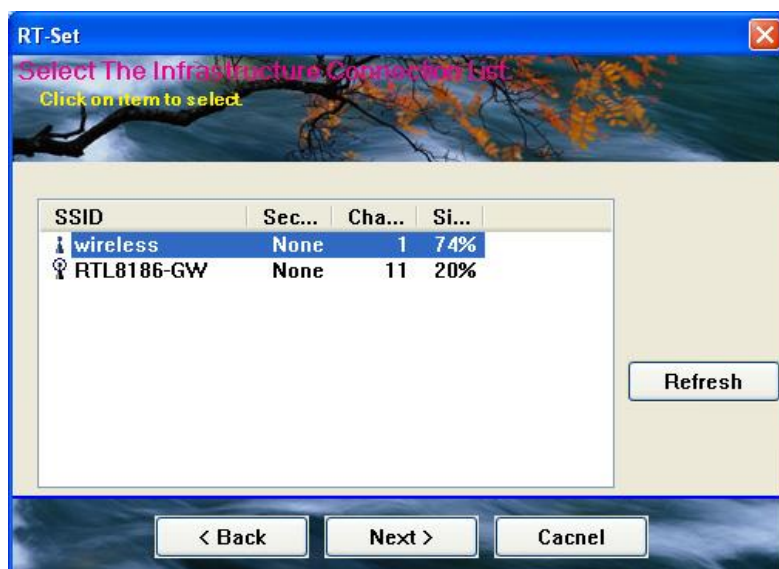 RT-Set
Select The Infrastructure Connection List
Click on item to select.
SSID Sec... Cha... Si...
wireless None 1 74%
RTL8186-GW None 11 20%
Refresh
< Back Next > Cacnel